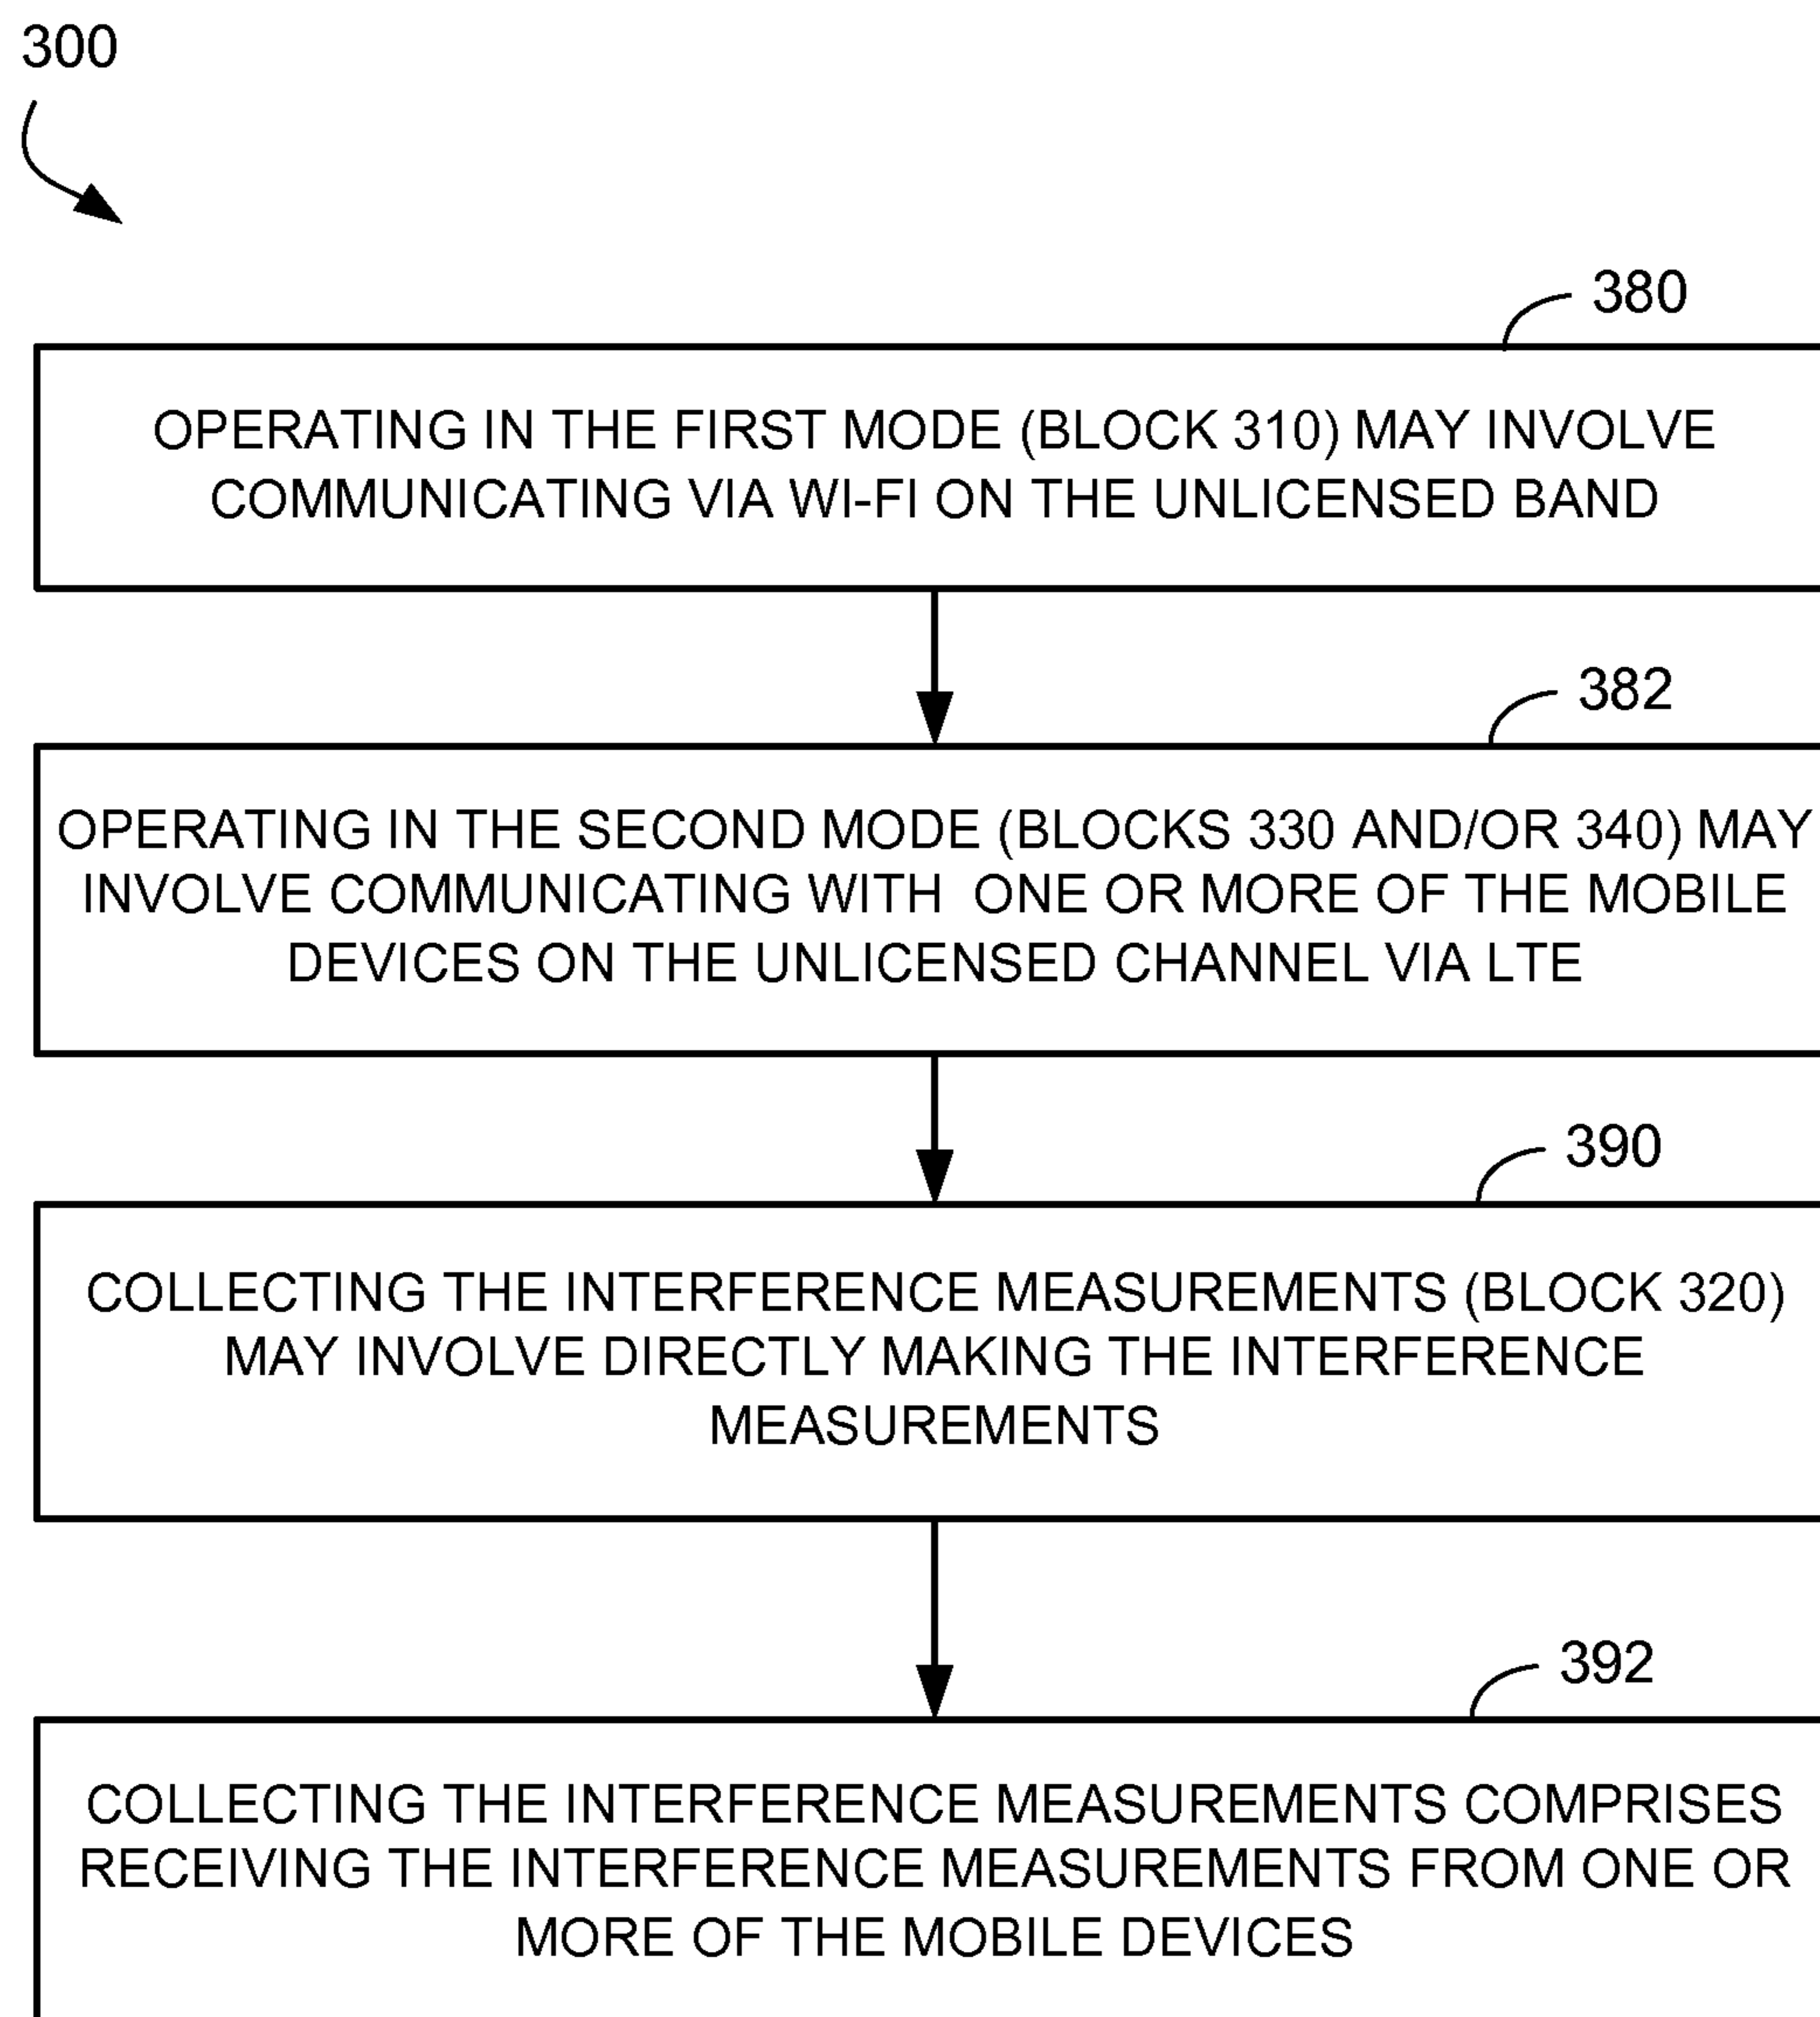 300
380
OPERATING IN THE FIRST MODE (BLOCK 310) MAY INVOLVE
COMMUNICATING VIA WI-FI ON THE UNLICENSED BAND
382
OPERATING IN THE SECOND MODE (BLOCKS 330 AND/OR 340) MAY
INVOLVE COMMUNICATING WITH ONE OR MORE OF THE MOBILE
DEVICES ON THE UNLICENSED CHANNEL VIA LTE
390
COLLECTING THE INTERFERENCE MEASUREMENTS (BLOCK 320)
MAY INVOLVE DIRECTLY MAKING THE INTERFERENCE
MEASUREMENTS
392
COLLECTING THE INTERFERENCE MEASUREMENTS COMPRISES
RECEIVING THE INTERFERENCE MEASUREMENTS FROM ONE OR
MORE OF THE MOBILE DEVICES